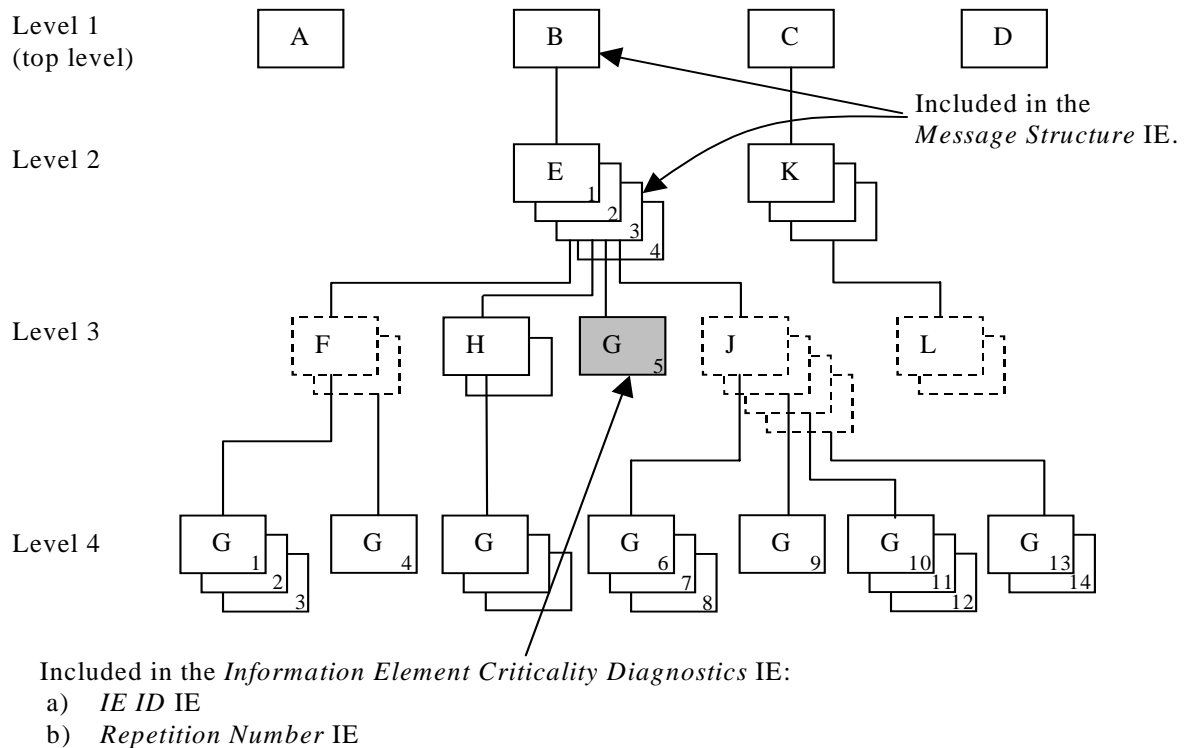 Level 1
(top level)
A
B
C
D
Included in the
Message Structure IE.
Level 2
E
1
2
3
4
K
Level 3
F
H
G
5
J
L
Level 4
G
1
2
3
G
4
G
G
6
7
8
G
9
G
10
11
12
G
13
14
Included in the Information Element Criticality Diagnostics IE:
a) IE ID IE
b) Repetition Number IE